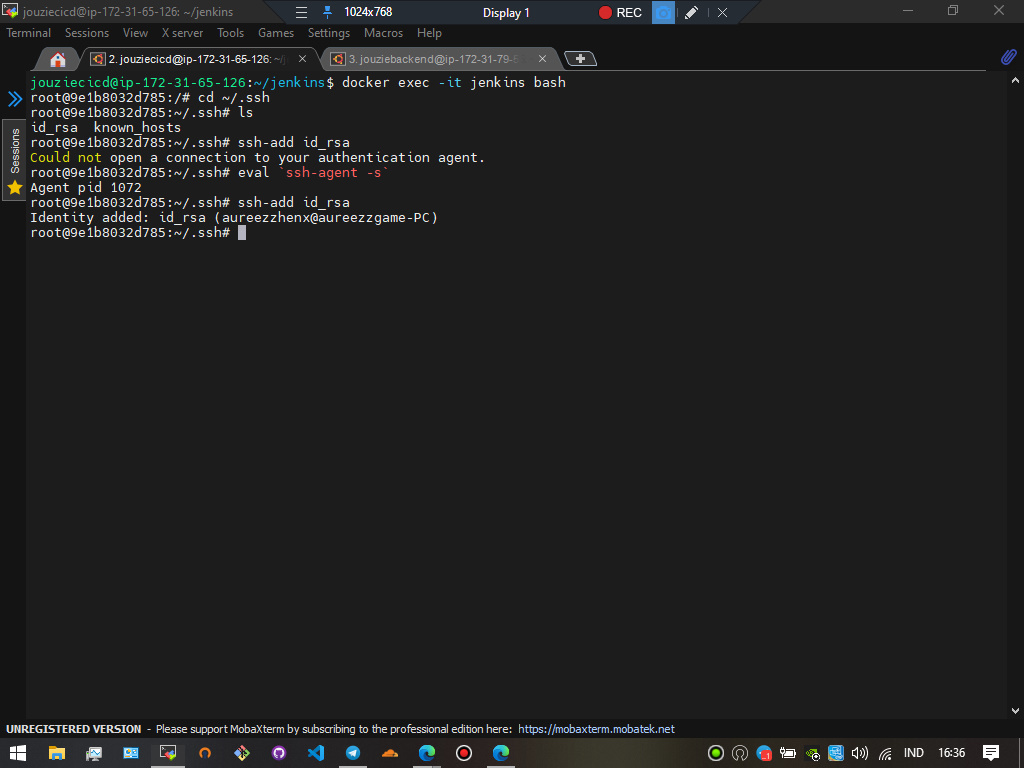 jouziecicd@ip-172-31-65-126: ~/jenkins
1024x768
Display 1
REC
Terminal Sessions View X server Tools Games Settings Macros Help
2. jouziecicd@ip-172-31-65-126: ~/j
3. jouziebackend@ip-172-31-79-6
Sessions
jouziecicd@ip-172-31-65-126:~/jenkins$ docker exec -it jenkins bash
root@9e1b8032d785:/# cd ~/.ssh
root@9e1b8032d785:~/.ssh# ls
id_rsa  known_hosts
root@9e1b8032d785:~/.ssh# ssh-add id_rsa
Could not open a connection to your authentication agent.
root@9e1b8032d785:~/.ssh# eval `ssh-agent -s`
Agent pid 1072
root@9e1b8032d785:~/.ssh# ssh-add id_rsa
Identity added: id_rsa (aureezzhenx@aureezzgame-PC)
root@9e1b8032d785:~/.ssh#
UNREGISTERED VERSION - Please support MobaXterm by subscribing to the professional edition here: https://mobaxterm.mobatek.net
IND 16:36